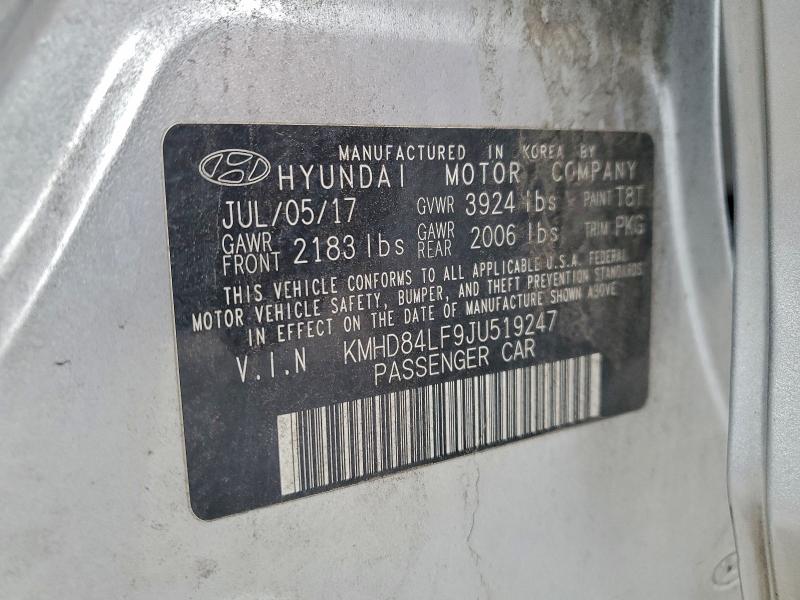 MANUFACTURED IN KOREA BY
HYUNDAI MOTOR COMPANY
JUL/05/17 GVWR 3924 lbs PAINT T8T
GAWR FRONT 2183 lbs GAWR REAR 2006 lbs TRIM PKG
THIS VEHICLE CONFORMS TO ALL APPLICABLE U.S.A. FEDERAL
MOTOR VEHICLE SAFETY, BUMPER, AND THEFT PREVENTION STANDARDS
IN EFFECT ON THE DATE OF MANUFACTURE SHOWN ABOVE
V.I.N KMHD84LF9JU519247
PASSENGER CAR